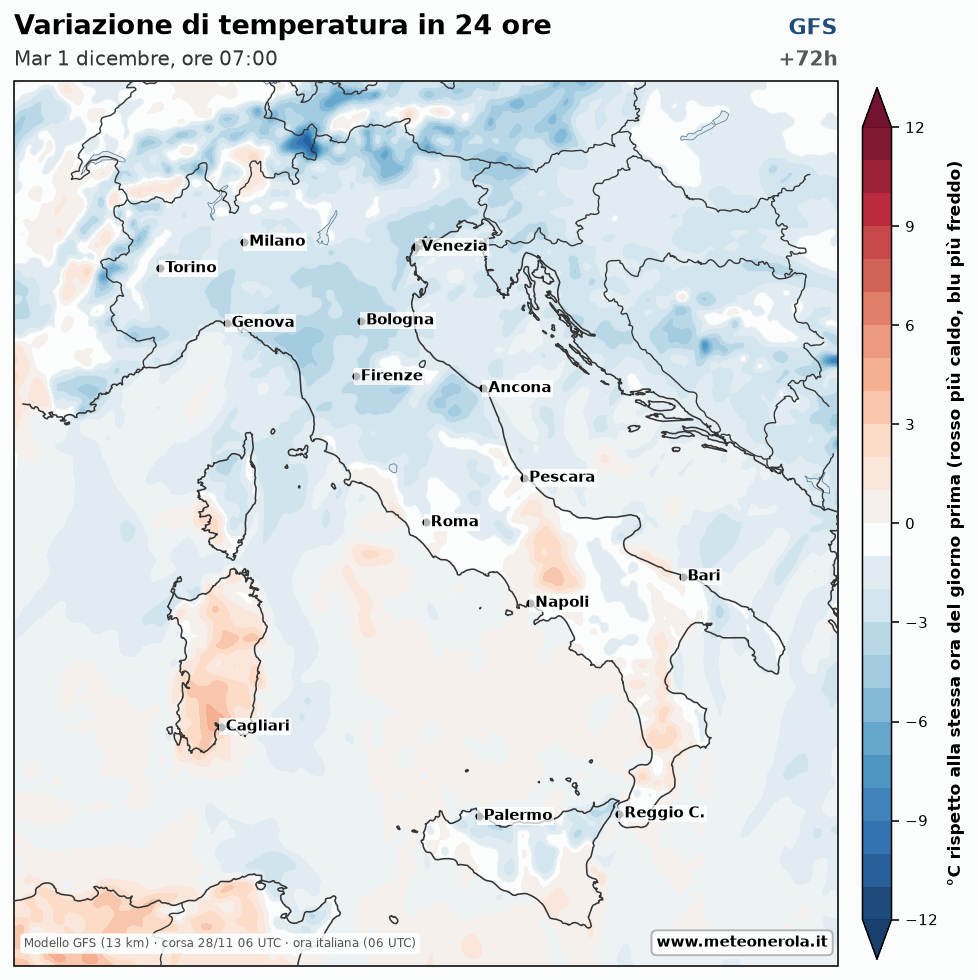 Variazione di temperatura in 24 ore
GFS
Mar 1 dicembre, ore 07:00
+72h
Milano
Venezia
Torino
Genova
Bologna
Firenze
Ancona
Pescara
Roma
Bari
Napoli
Cagliari
Palermo
Reggio C.
12
9
6
3
0
−3
−6
−9
−12
°C rispetto alla stessa ora del giorno prima (rosso più caldo, blu più freddo)
Modello GFS (13 km) · corsa 28/11 06 UTC · ora italiana (06 UTC)
www.meteonerola.it